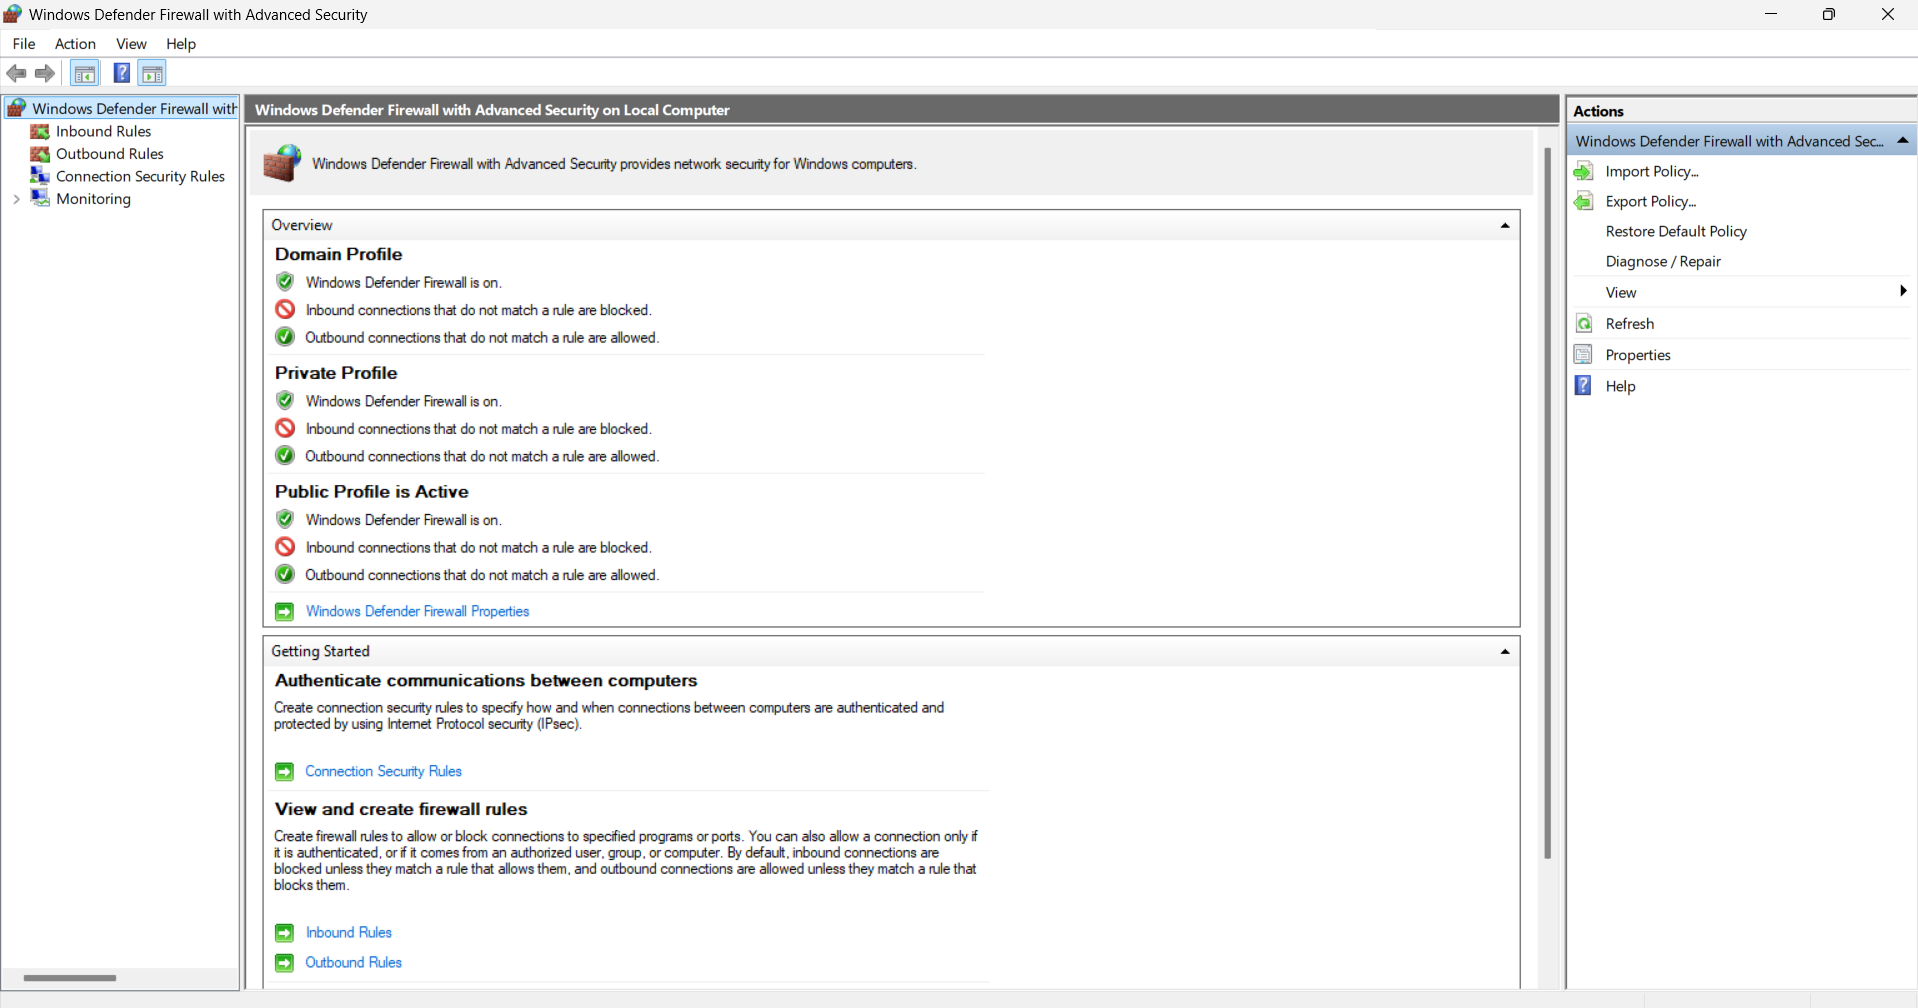 Windows Defender Firewall with Advanced Security
File Action View Help
Windows Defender Firewall with
Inbound Rules
Outbound Rules
Connection Security Rules
Monitoring
Windows Defender Firewall with Advanced Security on Local Computer
Windows Defender Firewall with Advanced Security provides network security for Windows computers.
Overview
Domain Profile
Windows Defender Firewall is on.
Inbound connections that do not match a rule are blocked.
Outbound connections that do not match a rule are allowed.
Private Profile
Windows Defender Firewall is on.
Inbound connections that do not match a rule are blocked.
Outbound connections that do not match a rule are allowed.
Public Profile is Active
Windows Defender Firewall is on.
Inbound connections that do not match a rule are blocked.
Outbound connections that do not match a rule are allowed.
Windows Defender Firewall Properties
Getting Started
Authenticate communications between computers
Create connection security rules to specify how and when connections between computers are authenticated and
protected by using Internet Protocol security (IPsec).
Connection Security Rules
View and create firewall rules
Create firewall rules to allow or block connections to specified programs or ports. You can also allow a connection only if
it is authenticated, or if it comes from an authorized user, group, or computer. By default, inbound connections are
blocked unless they match a rule that allows them, and outbound connections are allowed unless they match a rule that
blocks them.
Inbound Rules
Outbound Rules
Actions
Windows Defender Firewall with Advanced Sec...
Import Policy...
Export Policy...
Restore Default Policy
Diagnose / Repair
View
Refresh
Properties
Help